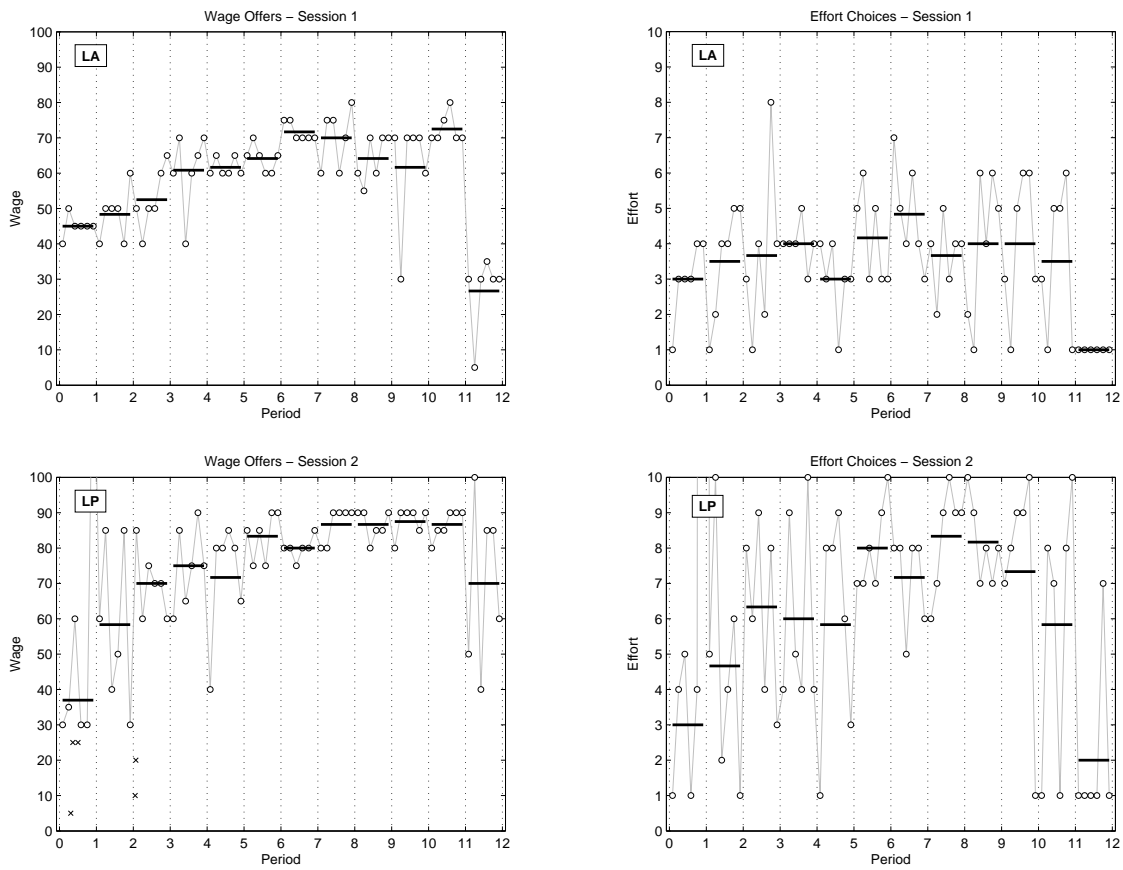 Wage Offers – Session 1
LA
100
90
80
70
60
50
40
30
20
10
0
Wage
0 1 2 3 4 5 6 7 8 9 10 11 12
Period
Effort Choices – Session 1
LA
10
9
8
7
6
5
4
3
2
1
0
Effort
0 1 2 3 4 5 6 7 8 9 10 11 12
Period
Wage Offers – Session 2
LP
100
90
80
70
60
50
40
30
20
10
0
Wage
0 1 2 3 4 5 6 7 8 9 10 11 12
Period
Effort Choices – Session 2
LP
10
9
8
7
6
5
4
3
2
1
0
Effort
0 1 2 3 4 5 6 7 8 9 10 11 12
Period